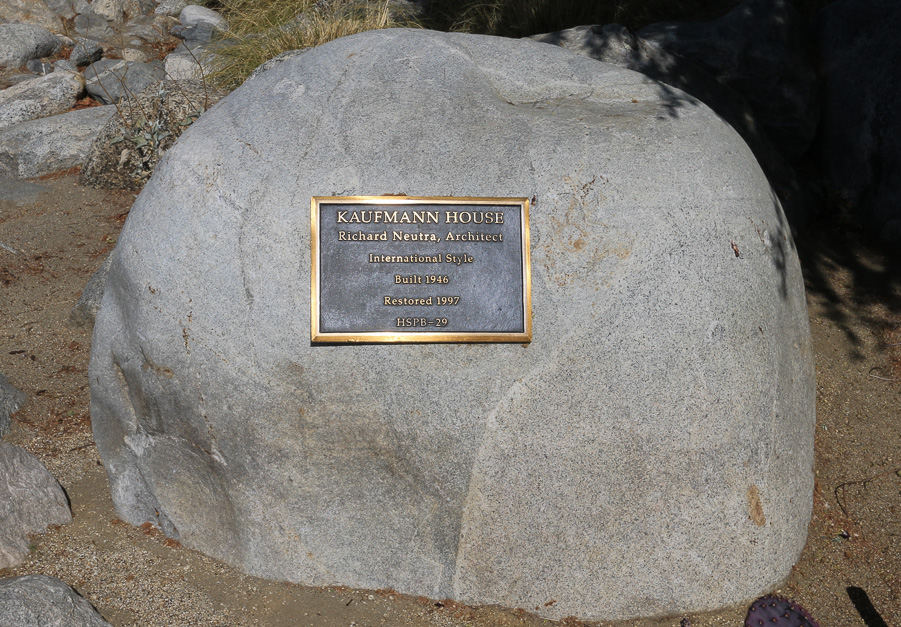 KAUFMANN HOUSE
Richard Neutra, Architect
International Style
Built 1946
Restored 1997
HSPB-29